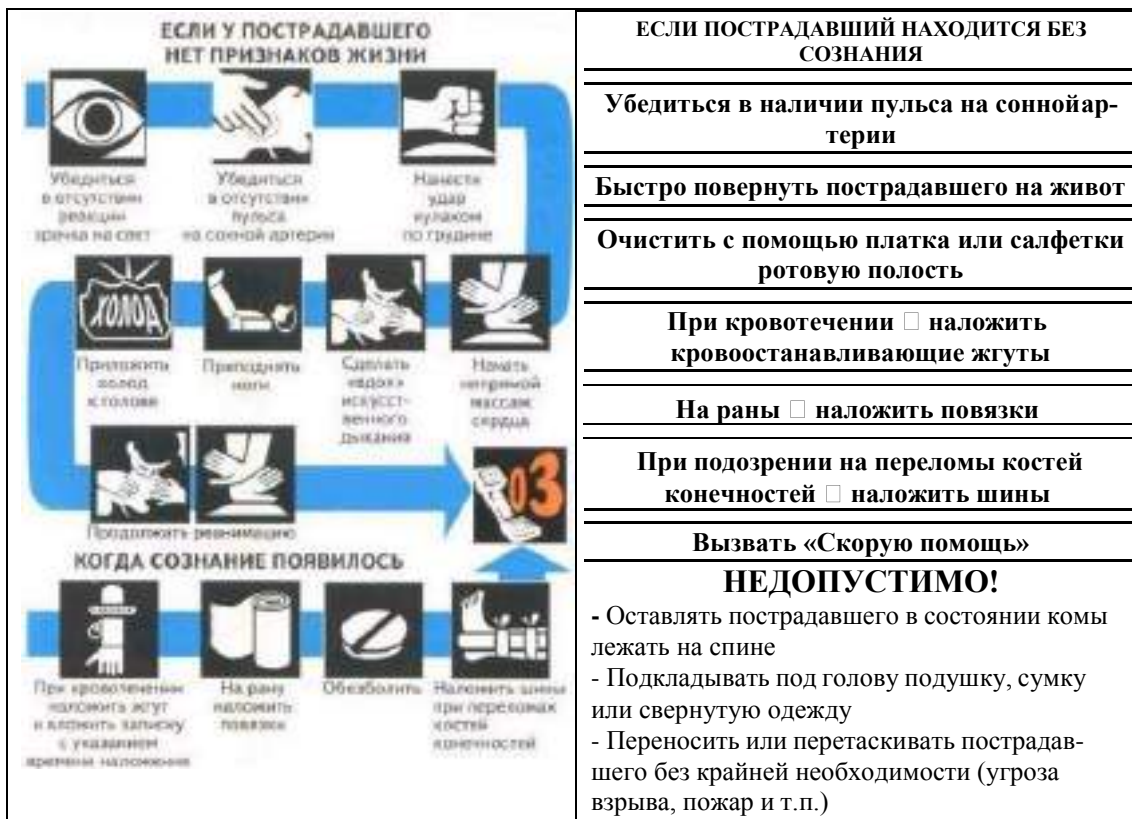 ЕСЛИ У ПОСТРАДАВШЕГО
НЕТ ПРИЗНАКОВ ЖИЗНИ
Убедиться
в отсутствии
реакции
зрачка на свет
Убедиться
в отсутствии
пульса
на сонной артерии
Нанести
удар
кулаком
по грудине
ХОЛОД
Приложить
холод
к голове
Приподнять
ноги
Сделать
«вдох»
искусст-
венного
дыхания
Начать
непрямой
массаж
сердца
03
Продолжать реанимацию
КОГДА СОЗНАНИЕ ПОЯВИЛОСЬ
При кровотечении
наложить жгут
и вложить записку
с указанием
времени наложения
На рану
наложить
повязки
Обезболить
Наложить шины
при переломах
костей
конечностей
ЕСЛИ ПОСТРАДАВШИЙ НАХОДИТСЯ БЕЗ
СОЗНАНИЯ
Убедиться в наличии пульса на соннойар-
терии
Быстро повернуть пострадавшего на живот
Очистить с помощью платка или салфетки
ротовую полость
При кровотечении □ наложить
кровоостанавливающие жгуты
На раны □ наложить повязки
При подозрении на переломы костей
конечностей □ наложить шины
Вызвать «Скорую помощь»
НЕДОПУСТИМО!
- Оставлять пострадавшего в состоянии комы
лежать на спине
- Подкладывать под голову подушку, сумку
или свернутую одежду
- Переносить или перетаскивать пострадав-
шего без крайней необходимости (угроза
взрыва, пожар и т.п.)